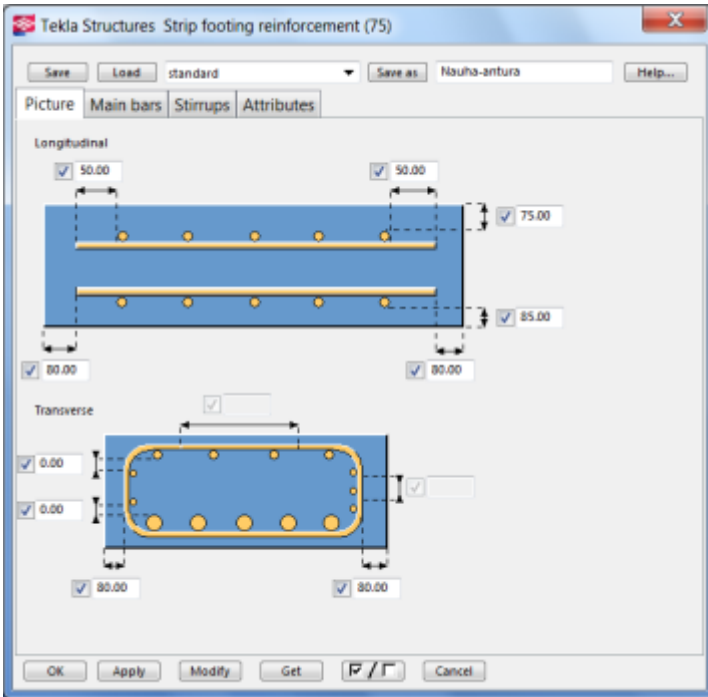 Tekla Structures Strip footing reinforcement (75)
Save Load standard Save as Nauha-antura Help...
Picture Main bars Stirrups Attributes
Longitudinal
50.00 50.00
75.00
85.00
80.00 80.00
Transverse
0.00
0.00
80.00 80.00
OK Apply Modify Get / Cancel